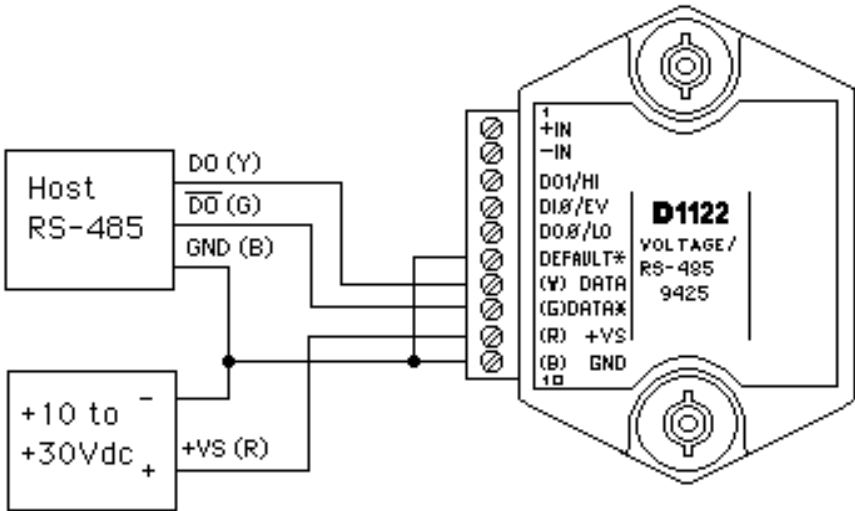 Host
RS-485
DO (Y)
D̅O̅ (G)
GND (B)
+10 to -
+30Vdc +
+VS (R)
1
+IN
-IN
DO1/HI
DI.0/EV
DO.0/LO
DEFAULT*
(Y) DATA
(G)DATA*
(R) +VS
(B) GND
10
D1122
VOLTAGE/
RS-485
9425